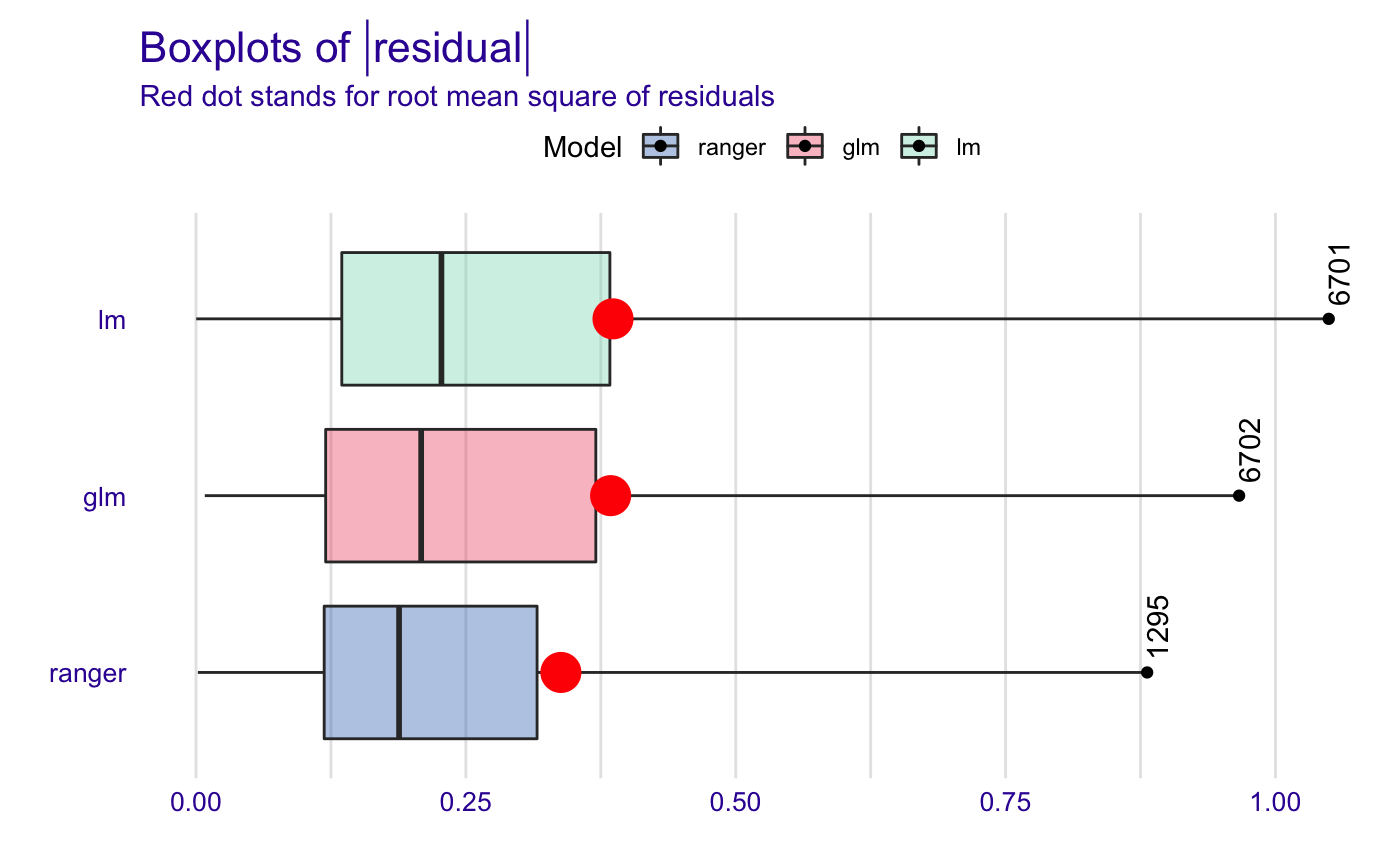 Boxplots of |residual|
Red dot stands for root mean square of residuals
Model ranger glm lm
lm
6701
glm
6702
ranger
1295
0.00 0.25 0.50 0.75 1.00